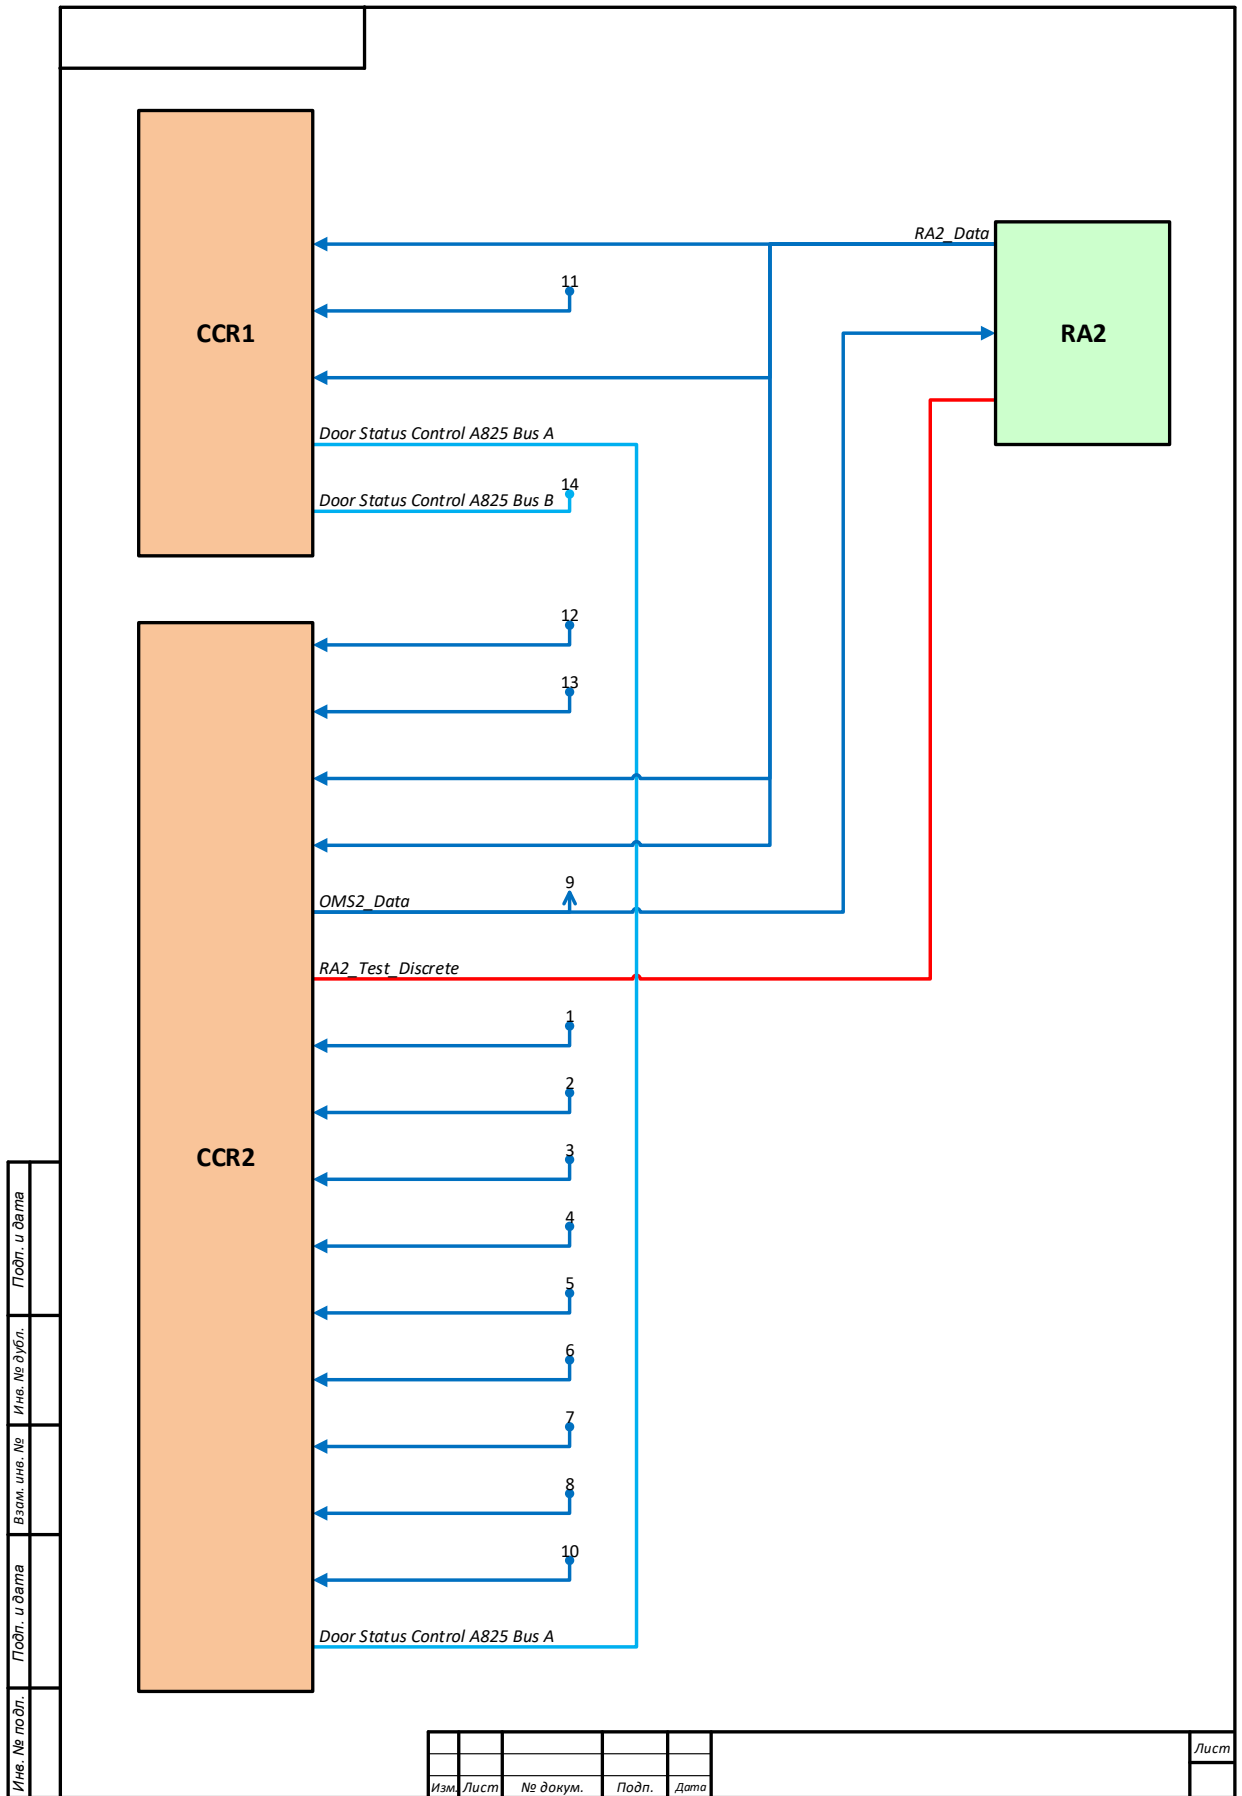 RA2_Data
11
CCR1
RA2
Door Status Control A825 Bus A
14
Door Status Control A825 Bus B
12
13
9
OMS2_Data
RA2_Test_Discrete
1
2
3
CCR2
4
5
6
7
8
10
Door Status Control A825 Bus A
Подп. и дата
Инв. № дубл.
Взам. инв. №
Подп. и дата
Инв. № подл.
Лист
Изм. Лист № докум. Подп. Дата